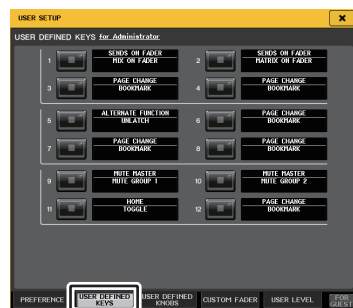 USER SETUP
USER DEFINED KEYS for Administrator
1 SENDS ON FADER
MIX ON FADER
2 SENDS ON FADER
MATRIX ON FADER
3 PAGE CHANGE
BOOKMARK
4 PAGE CHANGE
BOOKMARK
5 ALTERNATE FUNCTION
UNLATCH
6 PAGE CHANGE
BOOKMARK
7 PAGE CHANGE
BOOKMARK
8 PAGE CHANGE
BOOKMARK
9 MUTE MASTER
MUTE GROUP 1
10 MUTE MASTER
MUTE GROUP 2
11 HOME
TOGGLE
12 PAGE CHANGE
BOOKMARK
PREFERENCE
USER DEFINED
KEYS
USER DEFINED
KNOBS
CUSTOM FADER
USER LEVEL
FOR
GUEST